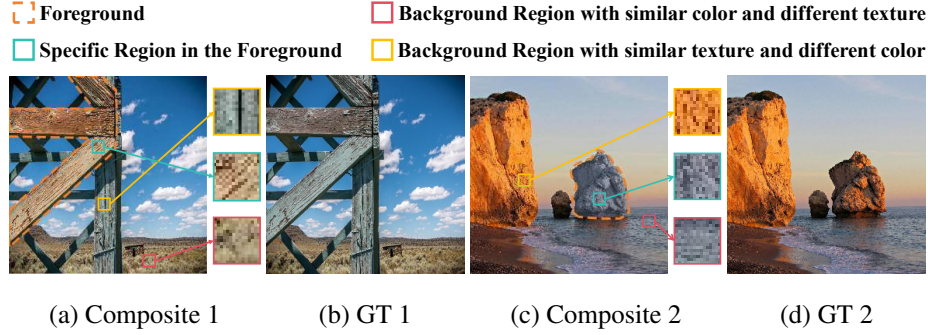 Foreground
Background Region with similar color and different texture
Specific Region in the Foreground
Background Region with similar texture and different color
(a) Composite 1
(b) GT 1
(c) Composite 2
(d) GT 2